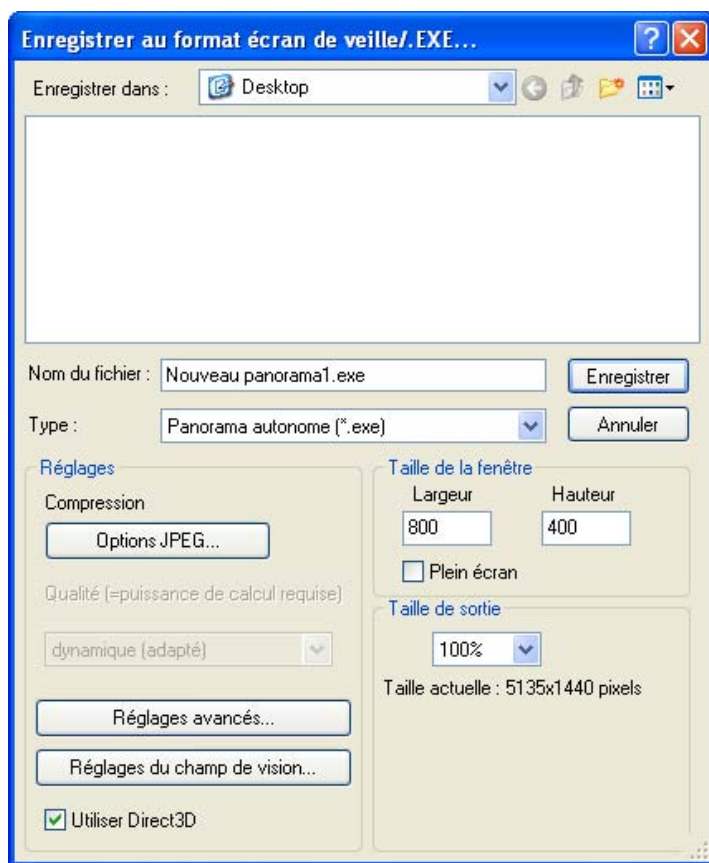 Enregistrer au format écran de veille/.EXE...
Enregistrer dans :
Desktop
Nom du fichier :
Nouveau panorama1.exe
Enregistrer
Type :
Panorama autonome (*.exe)
Annuler
Réglages
Compression
Options JPEG...
Qualité (=puissance de calcul requise)
dynamique (adapté)
Réglages avancés...
Réglages du champ de vision...
Utiliser Direct3D
Taille de la fenêtre
Largeur
Hauteur
800
400
Plein écran
Taille de sortie
100%
Taille actuelle : 5135x1440 pixels